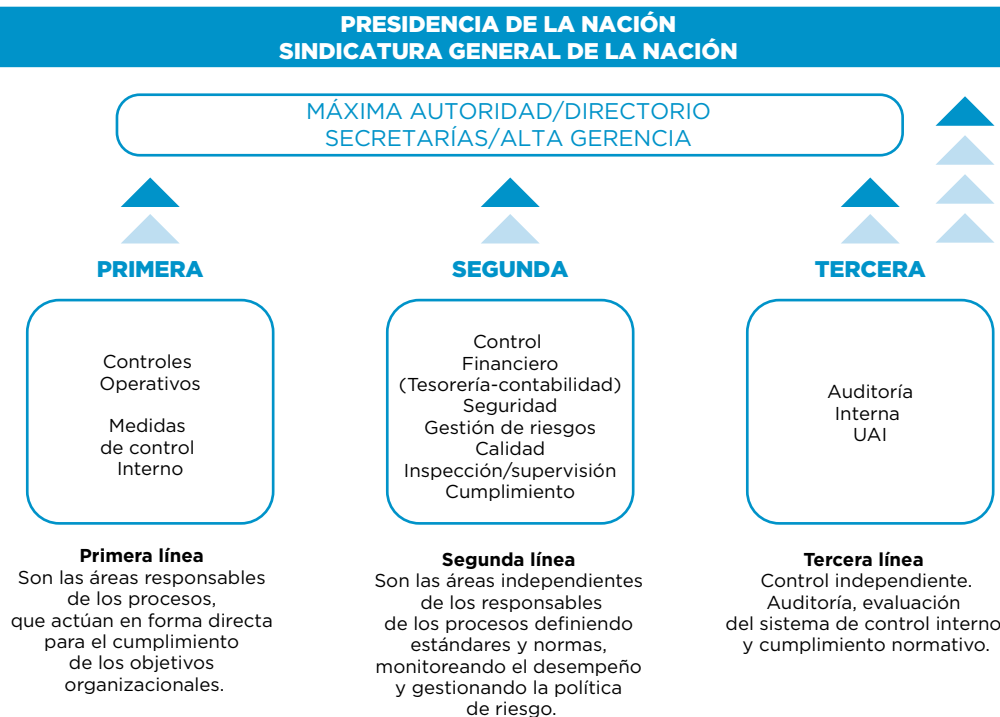 PRESIDENCIA DE LA NACIÓN
SINDICATURA GENERAL DE LA NACIÓN
MÁXIMA AUTORIDAD/DIRECTORIO
SECRETARÍAS/ALTA GERENCIA
PRIMERA
Controles
Operativos
Medidas
de control
Interno
Primera línea
Son las áreas responsables
de los procesos,
que actúan en forma directa
para el cumplimiento
de los objetivos
organizacionales.
SEGUNDA
Control
Financiero
(Tesorería-contabilidad)
Seguridad
Gestión de riesgos
Calidad
Inspección/supervisión
Cumplimiento
Segunda línea
Son las áreas independientes
de los responsables
de los procesos definiendo
estándares y normas,
monitoreando el desempeño
y gestionando la política
de riesgo.
TERCERA
Auditoría
Interna
UAI
Tercera línea
Control independiente.
Auditoría, evaluación
del sistema de control interno
y cumplimiento normativo.